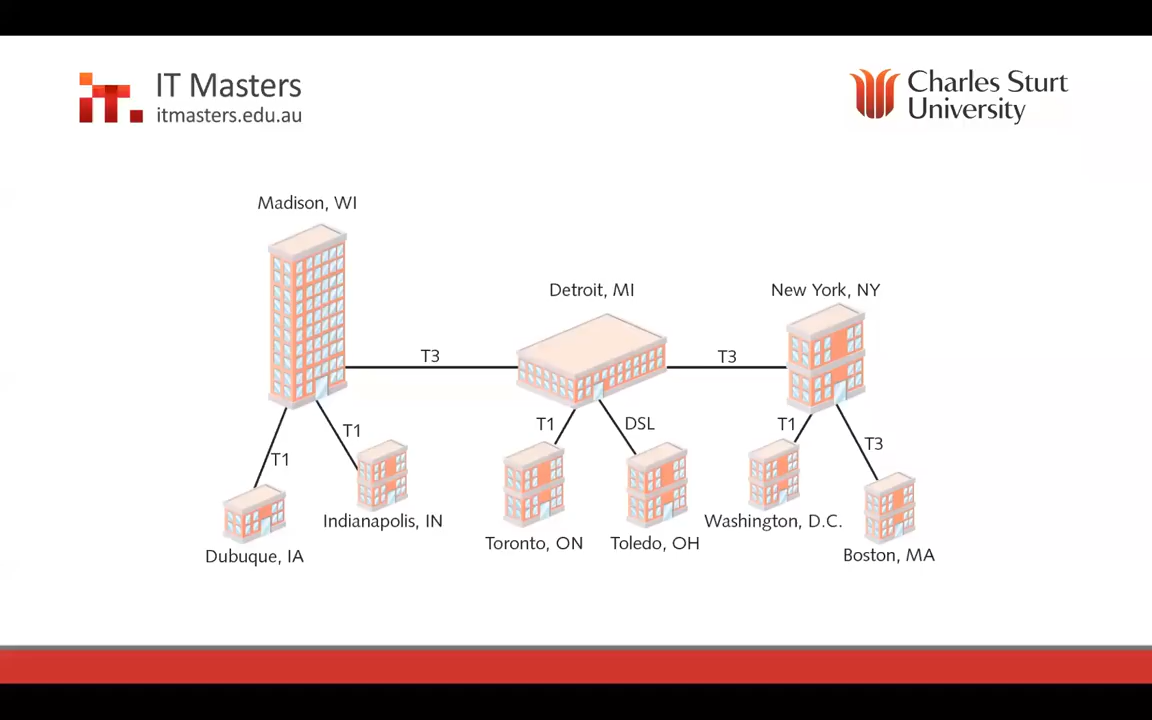 IT Masters
itmasters.edu.au
Charles Sturt
University
Madison, WI
Detroit, MI
New York, NY
T3
T3
T1
T1
T1
DSL
T1
T3
Indianapolis, IN
Dubuque, IA
Toronto, ON
Toledo, OH
Washington, D.C.
Boston, MA